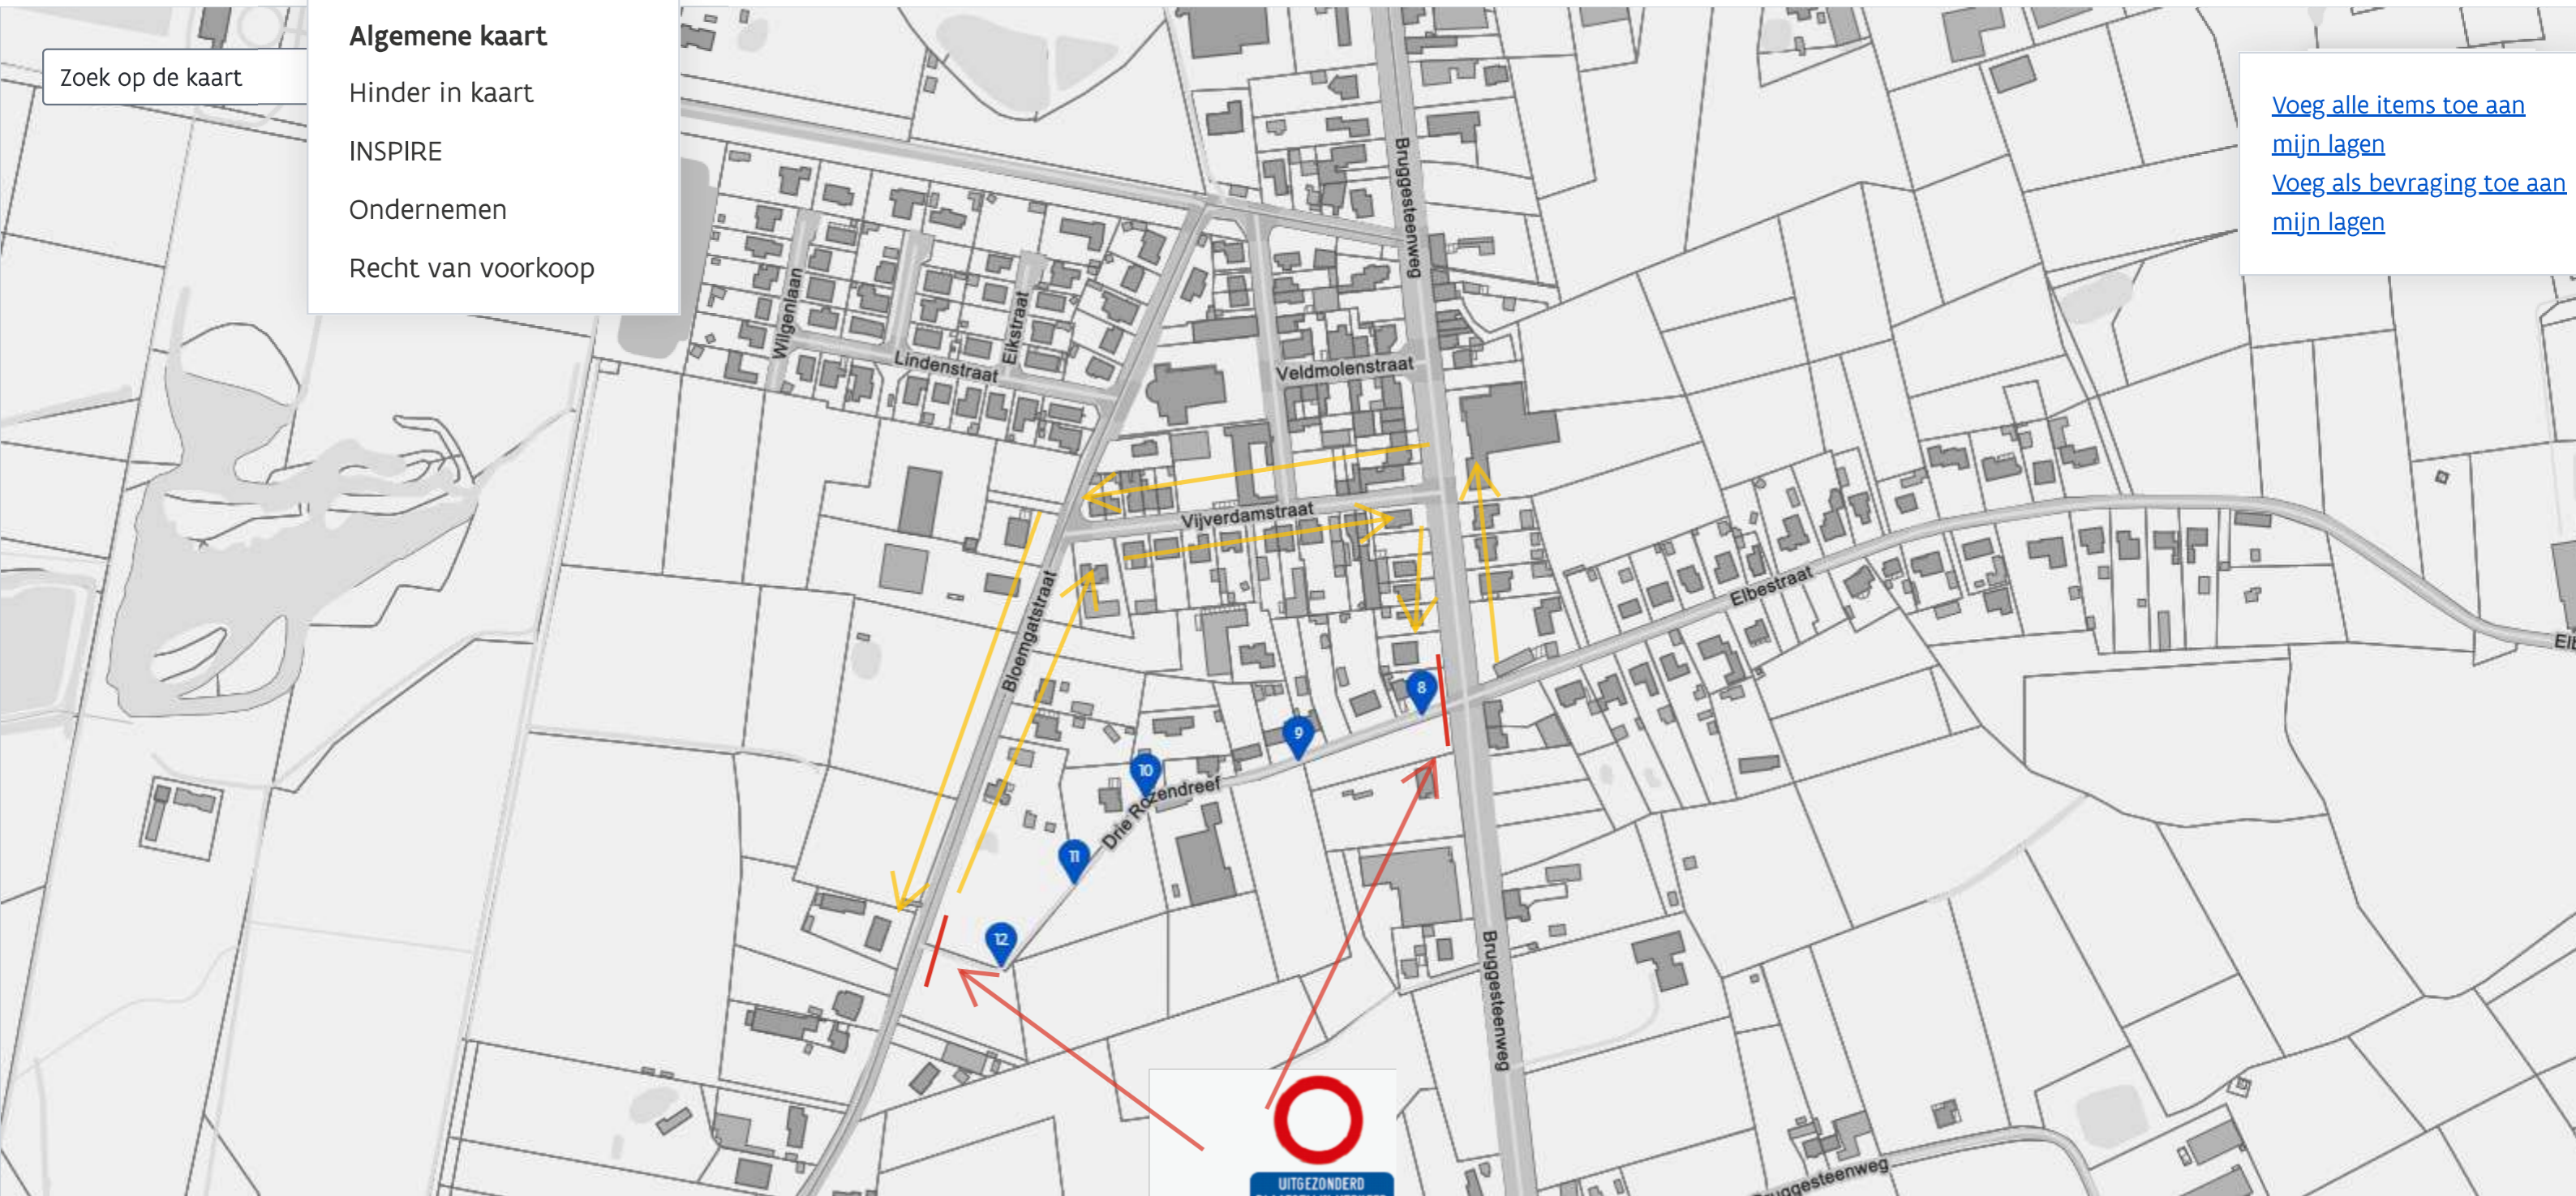 Algemene kaart
Zoek op de kaart
Hinder in kaart
INSPIRE
Ondernemen
Recht van voorkoop
Voeg alle items toe aan
mijn lagen
Voeg als bevraging toe aan
mijn lagen
Bruggesteenweg
Wilgenlaan
Eikstraat
Lindenstraat
Veldmolenstraat
Vijverdamstraat
Bloemgatstraat
Elbestraat
8
9
10
Drie Rozendreef
11
12
Bruggesteenweg
UITGEZONDERD
Bruggesteenweg